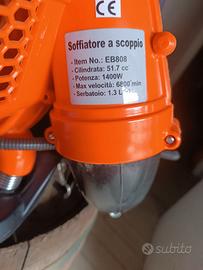 CE
Soffiatore a scoppio
- Item No.: EB808
- Cilindrata: 51.7 cc
- Potenza: 1400W
- Max velocità: 6800 min
- Serbatoio: 1.3 L
subito